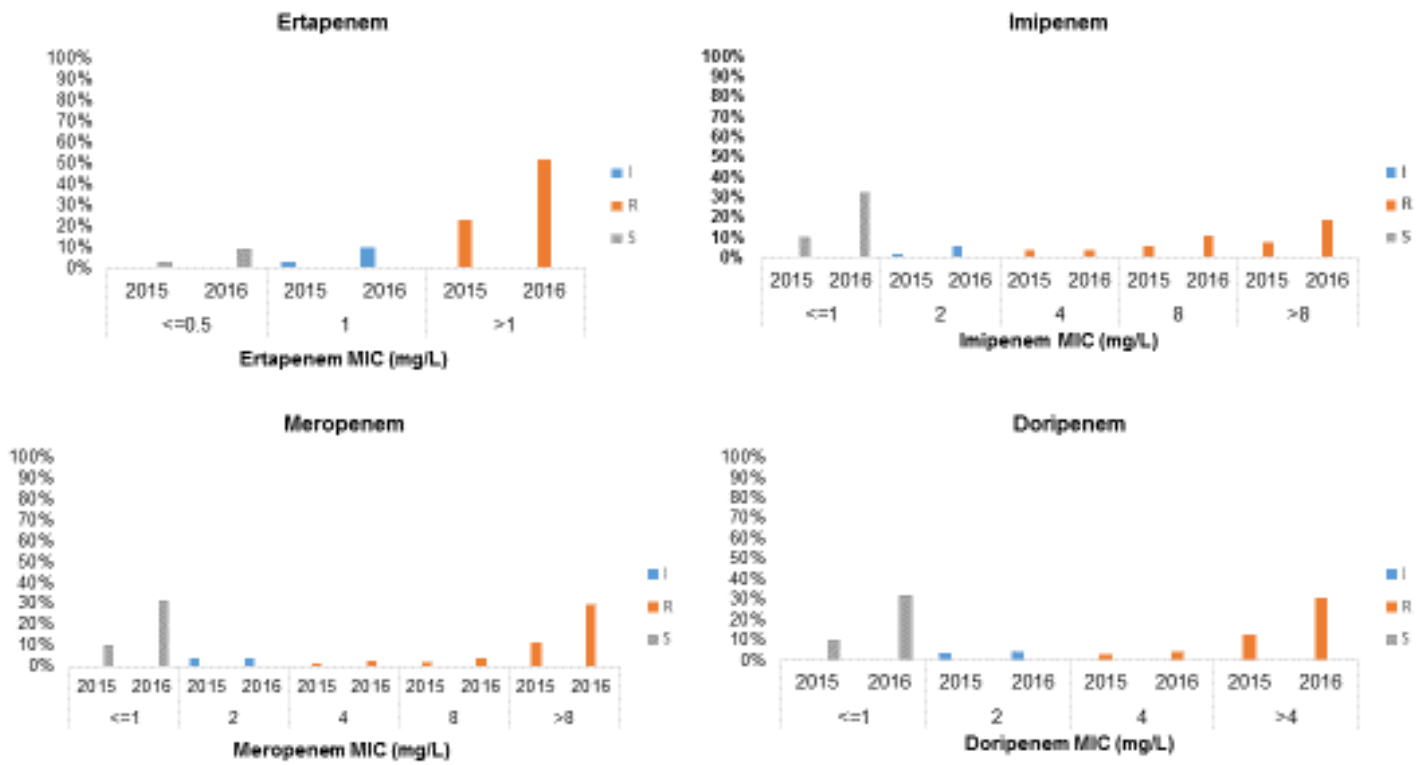 Ertapenem
100%
90%
80%
70%
60%
50%
40%
30%
20%
10%
0%
2015 2016 2015 2016 2015 2016
<=0.5 1 >1
Ertapenem MIC (mg/L)
I
R
S
Imipenem
100%
90%
80%
70%
60%
50%
40%
30%
20%
10%
0%
2015 2016 2015 2016 2015 2016 2015 2016 2015 2016
<=1 2 4 8 >8
Imipenem MIC (mg/L)
I
R
S
Meropenem
100%
90%
80%
70%
60%
50%
40%
30%
20%
10%
0%
2015 2016 2015 2016 2015 2016 2015 2016 2015 2016
<=1 2 4 8 >8
Meropenem MIC (mg/L)
I
R
S
Doripenem
100%
90%
80%
70%
60%
50%
40%
30%
20%
10%
0%
2015 2016 2015 2016 2015 2016 2015 2016
<=1 2 4 >4
Doripenem MIC (mg/L)
I
R
S